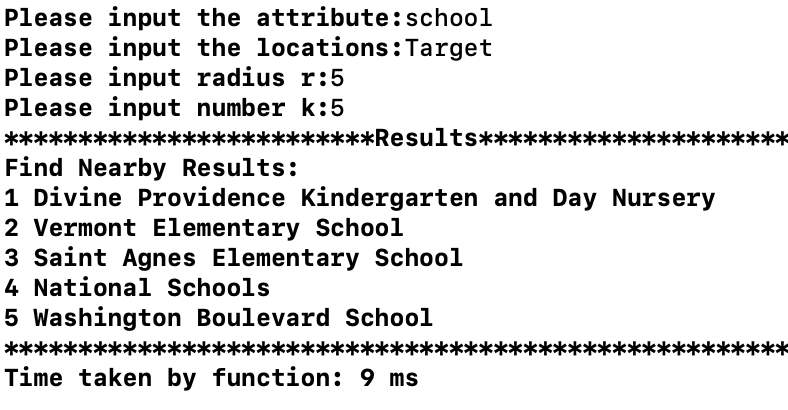 Please input the attribute:school
Please input the locations:Target
Please input radius r:5
Please input number k:5
*************************Results*********************
Find Nearby Results:
1 Divine Providence Kindergarten and Day Nursery
2 Vermont Elementary School
3 Saint Agnes Elementary School
4 National Schools
5 Washington Boulevard School
*****************************************************
Time taken by function: 9 ms